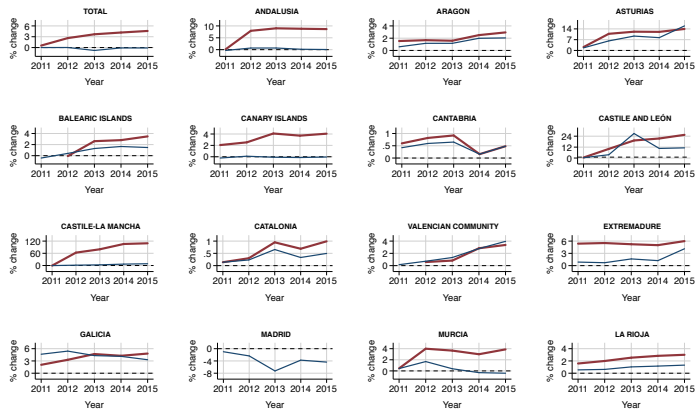 TOTAL
% change
6
3
0
2011 2012 2013 2014 2015
Year
ANDALUSIA
% change
10
5
0
2011 2012 2013 2014 2015
Year
ARAGON
% change
4
2
0
2011 2012 2013 2014 2015
Year
ASTURIAS
% change
14
7
0
2011 2012 2013 2014 2015
Year
BALEARIC ISLANDS
% change
4
2
0
2011 2012 2013 2014 2015
Year
CANARY ISLANDS
% change
4
2
0
2011 2012 2013 2014 2015
Year
CANTABRIA
% change
1
.5
0
2011 2012 2013 2014 2015
Year
CASTILE AND LEÓN
% change
24
12
0
2011 2012 2013 2014 2015
Year
CASTILE-LA MANCHA
% change
120
60
0
2011 2012 2013 2014 2015
Year
CATALONIA
% change
1
.5
0
2011 2012 2013 2014 2015
Year
VALENCIAN COMMUNITY
% change
4
2
0
2011 2012 2013 2014 2015
Year
EXTREMADURE
% change
6
3
0
2011 2012 2013 2014 2015
Year
GALICIA
% change
6
3
0
2011 2012 2013 2014 2015
Year
MADRID
% change
0
-4
-8
2011 2012 2013 2014 2015
Year
MURCIA
% change
4
2
0
2011 2012 2013 2014 2015
Year
LA RIOJA
% change
4
2
0
2011 2012 2013 2014 2015
Year